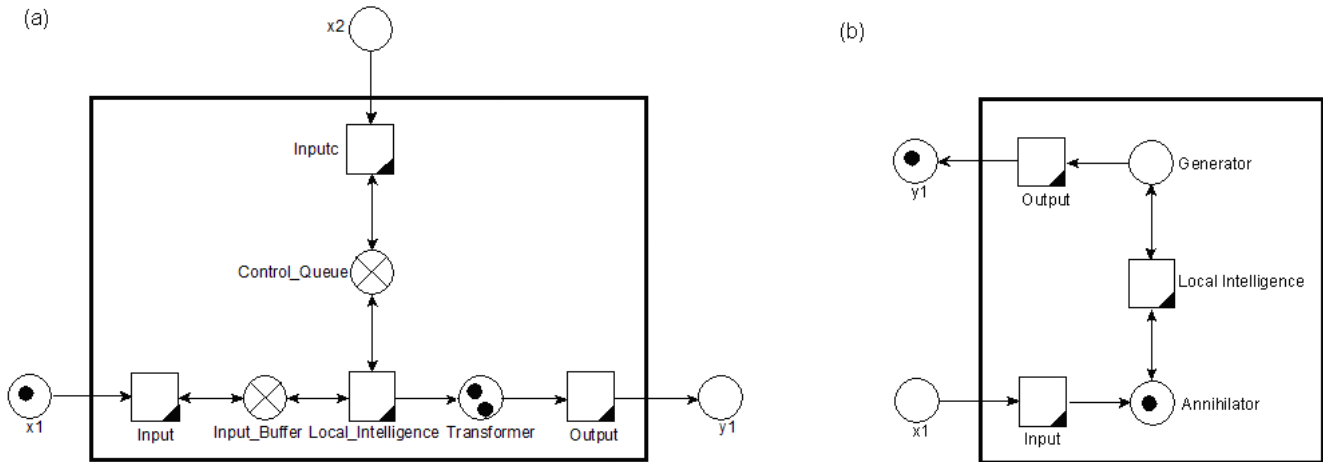 (a)
x2
Inputc
Control_Queue
x1
Input
Input_Buffer
Local_Intelligence
Transformer
Output
y1
(b)
y1
Output
Generator
Local Intelligence
x1
Input
Annihilator